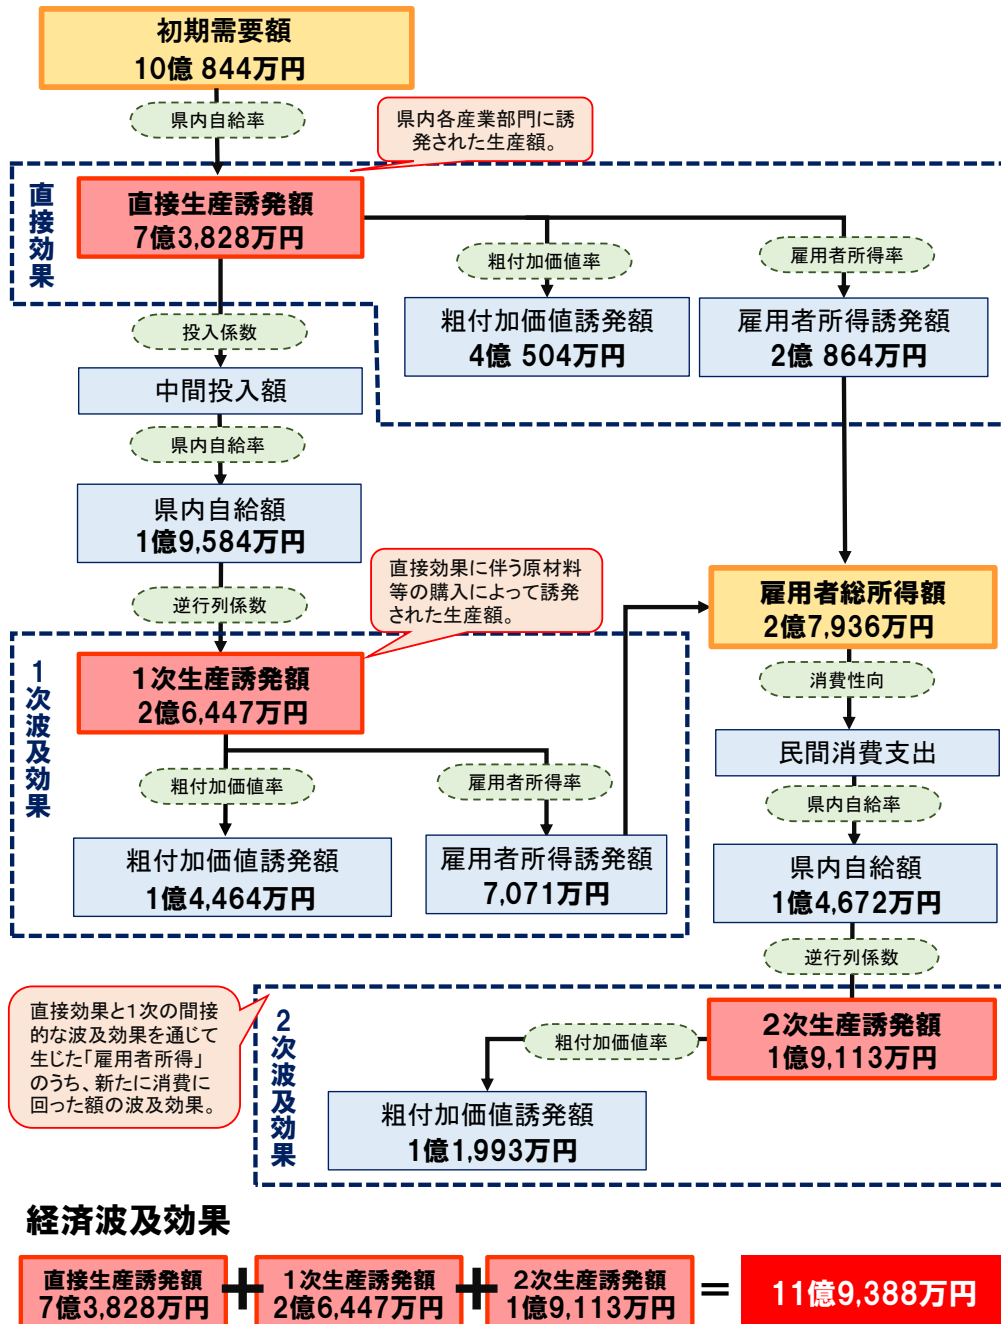 初期需要額
10億 844万円
県内自給率
県内各産業部門に誘
発された生産額。
直接効果
直接生産誘発額
7億3,828万円
粗付加価値率
雇用者所得率
粗付加価値誘発額
4億 504万円
雇用者所得誘発額
2億 864万円
投入係数
中間投入額
県内自給率
県内自給額
1億9,584万円
逆行列係数
直接効果に伴う原材料
等の購入によって誘発
された生産額。
雇用者総所得額
2億7,936万円
1次波及効果
1次生産誘発額
2億6,447万円
粗付加価値率
雇用者所得率
粗付加価値誘発額
1億4,464万円
雇用者所得誘発額
7,071万円
消費性向
民間消費支出
県内自給率
県内自給額
1億4,672万円
逆行列係数
直接効果と1次の間接
的な波及効果を通じて
生じた「雇用者所得」
のうち、新たに消費に
回った額の波及効果。
2次波及効果
2次生産誘発額
1億9,113万円
粗付加価値率
粗付加価値誘発額
1億1,993万円
経済波及効果
直接生産誘発額
7億3,828万円
+
1次生産誘発額
2億6,447万円
+
2次生産誘発額
1億9,113万円
=
11億9,388万円